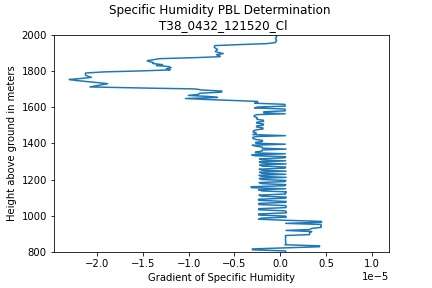 Specific Humidity PBL Determination
T38_0432_121520_Cl
Height above ground in meters
2000
1800
1600
1400
1200
1000
800
−2.0
−1.5
−1.0
−0.5
0.0
0.5
1.0
1e−5
Gradient of Specific Humidity